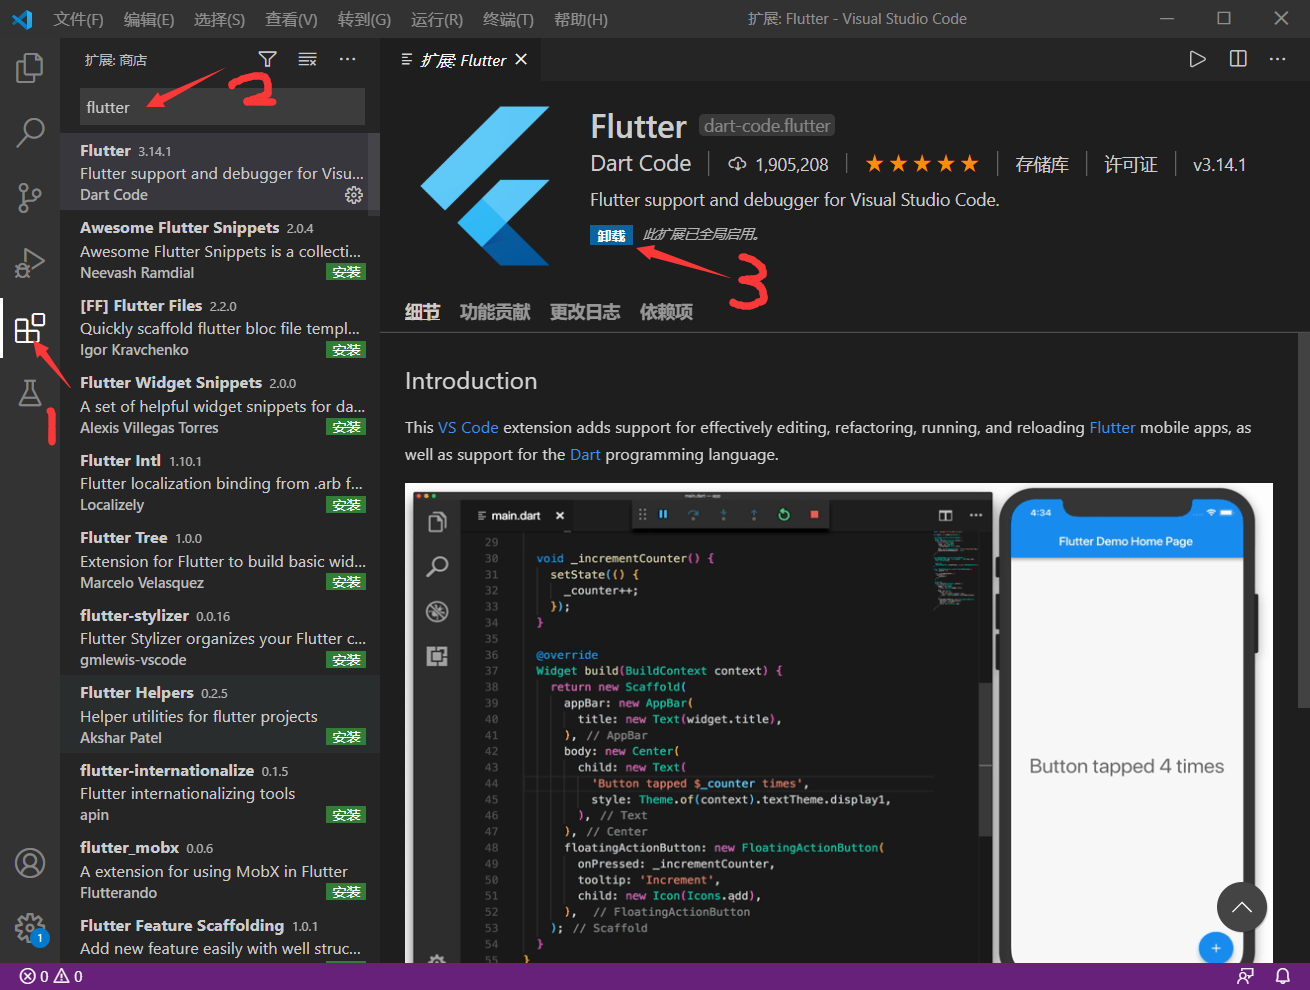 文件(F) 编辑(E) 选择(S) 查看(V) 转到(G) 运行(R) 终端(T) 帮助(H) 扩展: Flutter - Visual Studio Code
扩展: 商店
flutter
2
Flutter 3.14.1
Flutter support and debugger for Visu...
Dart Code
Awesome Flutter Snippets 2.0.4
Awesome Flutter Snippets is a collecti...
Neevash Ramdial 安装
[FF] Flutter Files 2.2.0
Quickly scaffold flutter bloc file templ...
Igor Kravchenko 安装
Flutter Widget Snippets 2.0.0
A set of helpful widget snippets for da...
Alexis Villegas Torres 安装
1
Flutter Intl 1.10.1
Flutter localization binding from .arb f...
Localizely 安装
Flutter Tree 1.0.0
Extension for Flutter to build basic wid...
Marcelo Velasquez 安装
flutter-stylizer 0.0.16
Flutter Stylizer organizes your Flutter c...
gmlewis-vscode 安装
Flutter Helpers 0.2.5
Helper utilities for flutter projects
Akshar Patel 安装
flutter-internationalize 0.1.5
Flutter internationalizing tools
apin 安装
flutter_mobx 0.0.6
A extension for using MobX in Flutter
Flutterando 安装
Flutter Feature Scaffolding 1.0.1
Add new feature easily with well struc...
1
扩展: Flutter
Flutter dart-code.flutter
Dart Code 1,905,208 ★★★★★ 存储库 许可证 v3.14.1
Flutter support and debugger for Visual Studio Code.
卸载 此扩展已全局启用。
3
细节 功能贡献 更改日志 依赖项
Introduction
This VS Code extension adds support for effectively editing, refactoring, running, and reloading Flutter mobile apps, as
well as support for the Dart programming language.
main.dart — app
main.dart
29
30 void _incrementCounter() {
31 setState(() {
32 _counter++;
33 });
34 }
35
36 @override
37 Widget build(BuildContext context) {
38 return new Scaffold(
39 appBar: new AppBar(
40 title: new Text(widget.title),
41 ), // AppBar
42 body: new Center(
43 child: new Text(
44 'Button tapped $_counter times',
45 style: Theme.of(context).textTheme.display1,
46 ), // Text
47 ), // Center
48 floatingActionButton: new FloatingActionButton(
49 onPressed: _incrementCounter,
50 tooltip: 'Increment',
51 child: new Icon(Icons.add),
52 ), // FloatingActionButton
53 ); // Scaffold
54 }
55 }
4:34
Flutter Demo Home Page
Button tapped 4 times
+
0 0